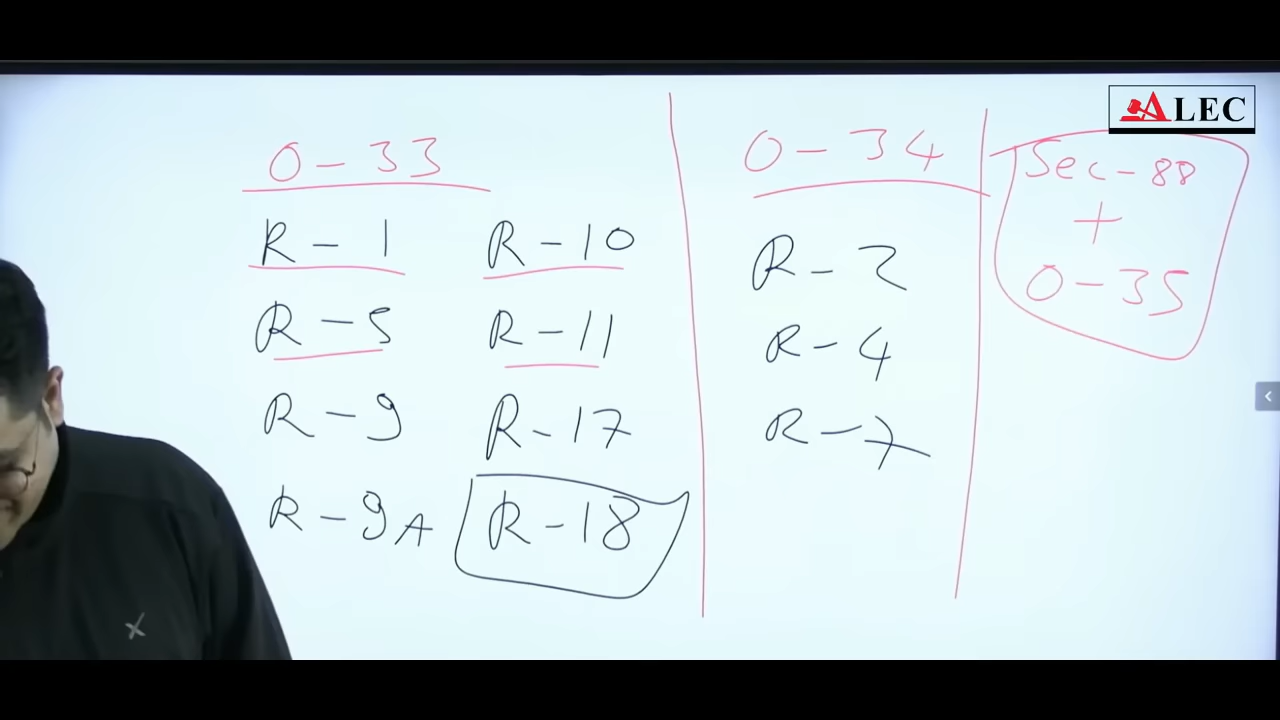 ALEC
O - 33
R - 1
R - 5
R - 9
R - 9A
R - 10
R - 11
R - 17
R - 18
O - 34
R - 2
R - 4
R - 7
Sec - 88
+
O - 35